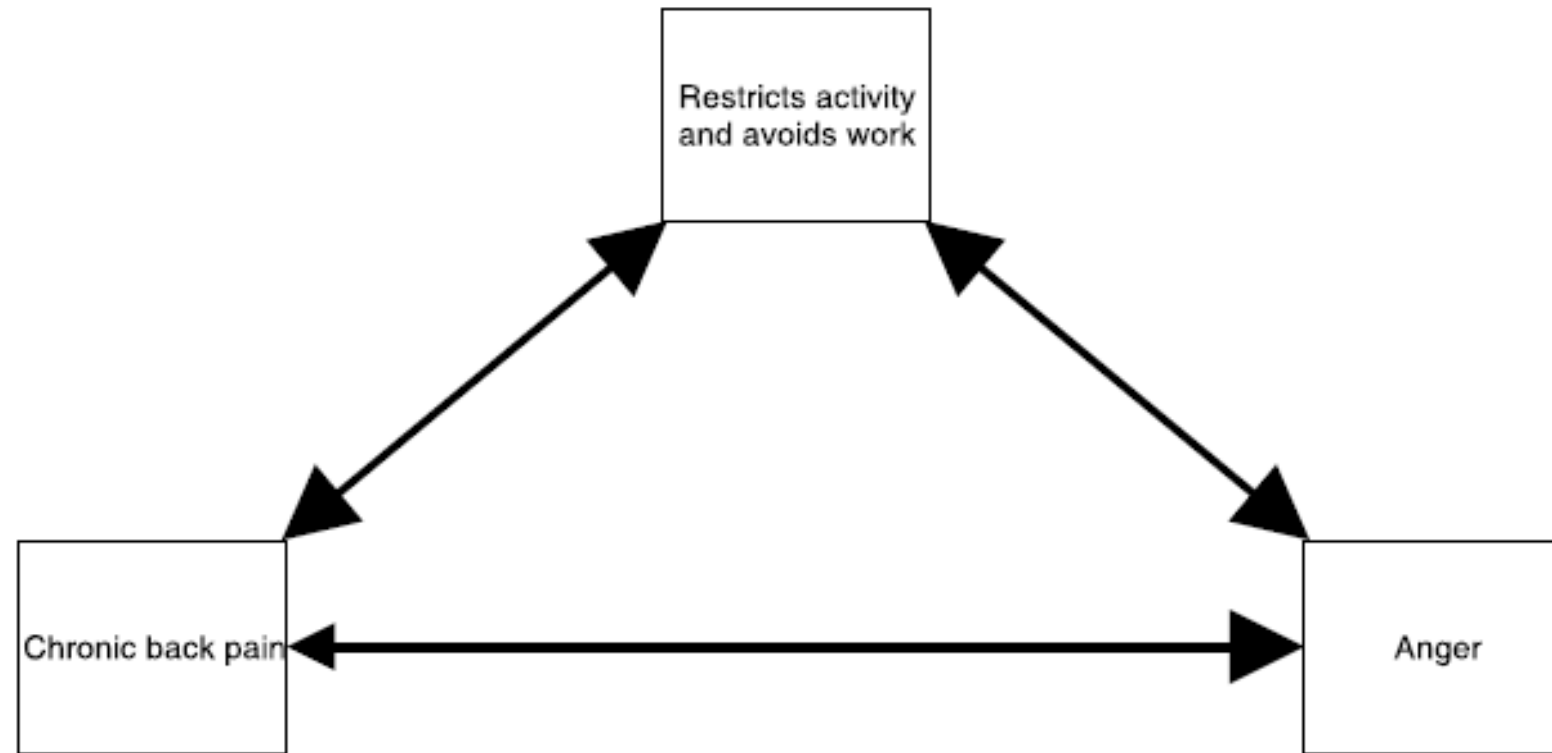 Restricts activity
and avoids work
Chronic back pain
Anger